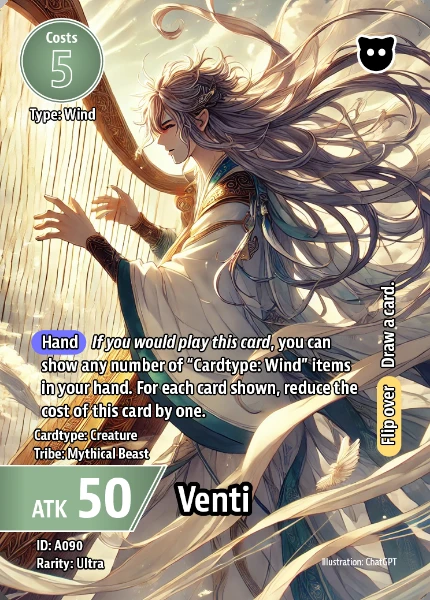 Costs
5
Type: Wind
Hand If you would play this card, you can
show any number of “Cardtype: Wind” items
in your hand. For each card shown, reduce the
cost of this card by one.
Flip over Draw a card.
Cardtype: Creature
Tribe: Mythical Beast
ATK 50
Venti
ID: A090
Rarity: Ultra
Illustration: ChatGPT